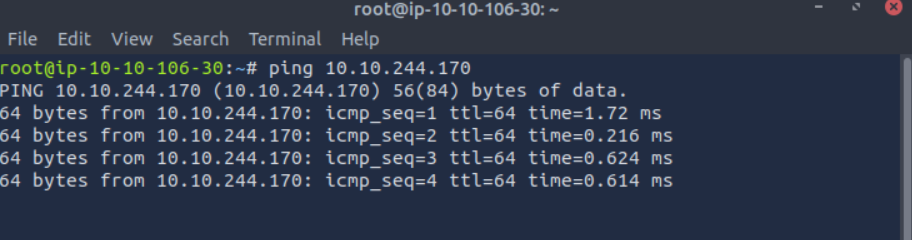 root@ip-10-10-106-30: ~
File Edit View Search Terminal Help
root@ip-10-10-106-30:~# ping 10.10.244.170
PING 10.10.244.170 (10.10.244.170) 56(84) bytes of data.
64 bytes from 10.10.244.170: icmp_seq=1 ttl=64 time=1.72 ms
64 bytes from 10.10.244.170: icmp_seq=2 ttl=64 time=0.216 ms
64 bytes from 10.10.244.170: icmp_seq=3 ttl=64 time=0.624 ms
64 bytes from 10.10.244.170: icmp_seq=4 ttl=64 time=0.614 ms